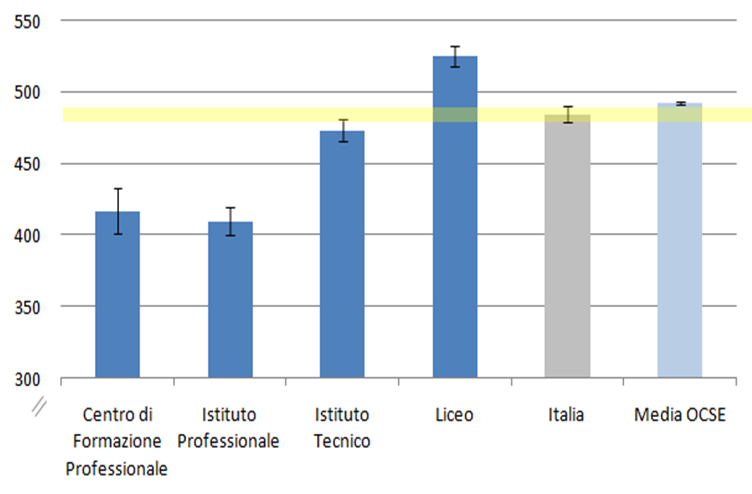 550
500
450
400
350
300
Centro di
Formazione
Professionale
Istituto
Professionale
Istituto
Tecnico
Liceo
Italia
Media OCSE